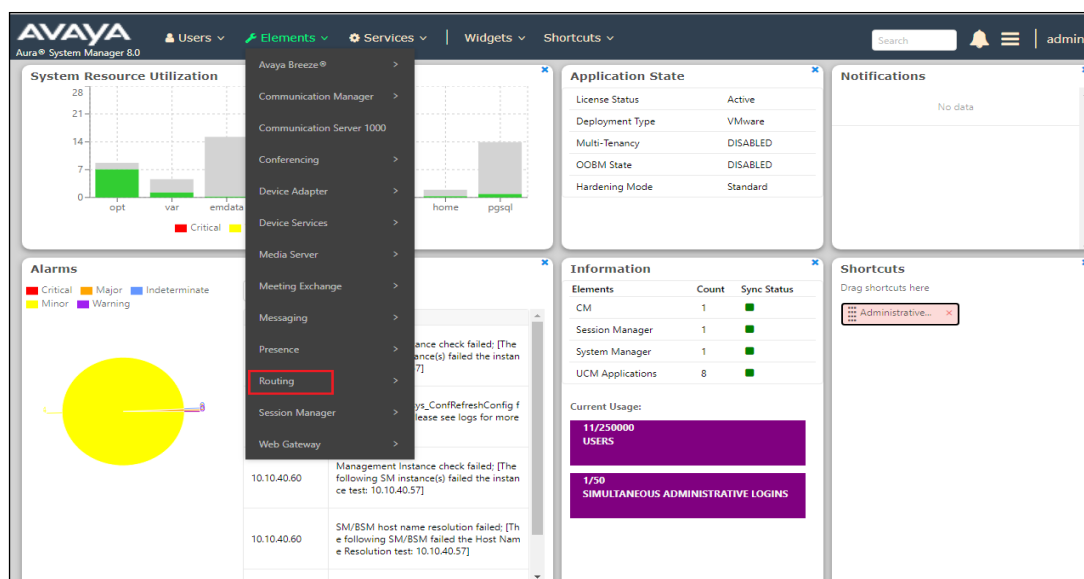 AVAYA
Aura® System Manager 8.0
Users
Elements
Services
Widgets
Shortcuts
Search
admin
System Resource Utilization
28
21
14
7
0
opt
var
emdata
home
pgsql
Critical
Avaya Breeze®
Communication Manager
Communication Server 1000
Conferencing
Device Adapter
Device Services
Media Server
Meeting Exchange
Messaging
Presence
Routing
Session Manager
Web Gateway
Application State
License Status Active
Deployment Type VMware
Multi-Tenancy DISABLED
OOBM State DISABLED
Hardening Mode Standard
Notifications
No data
Alarms
Critical Major Indeterminate
Minor Warning
ance check failed; [The
ance(s) failed the instan
7]
ys_ConfRefreshConfig f
lease see logs for more
10.10.40.60
Management Instance check failed; [The
following SM instance(s) failed the instan
ce test: 10.10.40.57]
10.10.40.60
SM/BSM host name resolution failed; [Th
e following SM/BSM failed the Host Nam
e Resolution test: 10.10.40.57]
Information
Elements Count Sync Status
CM 1
Session Manager 1
System Manager 1
UCM Applications 8
Current Usage:
11/250000
USERS
1/50
SIMULTANEOUS ADMINISTRATIVE LOGINS
Shortcuts
Drag shortcuts here
Administrative...